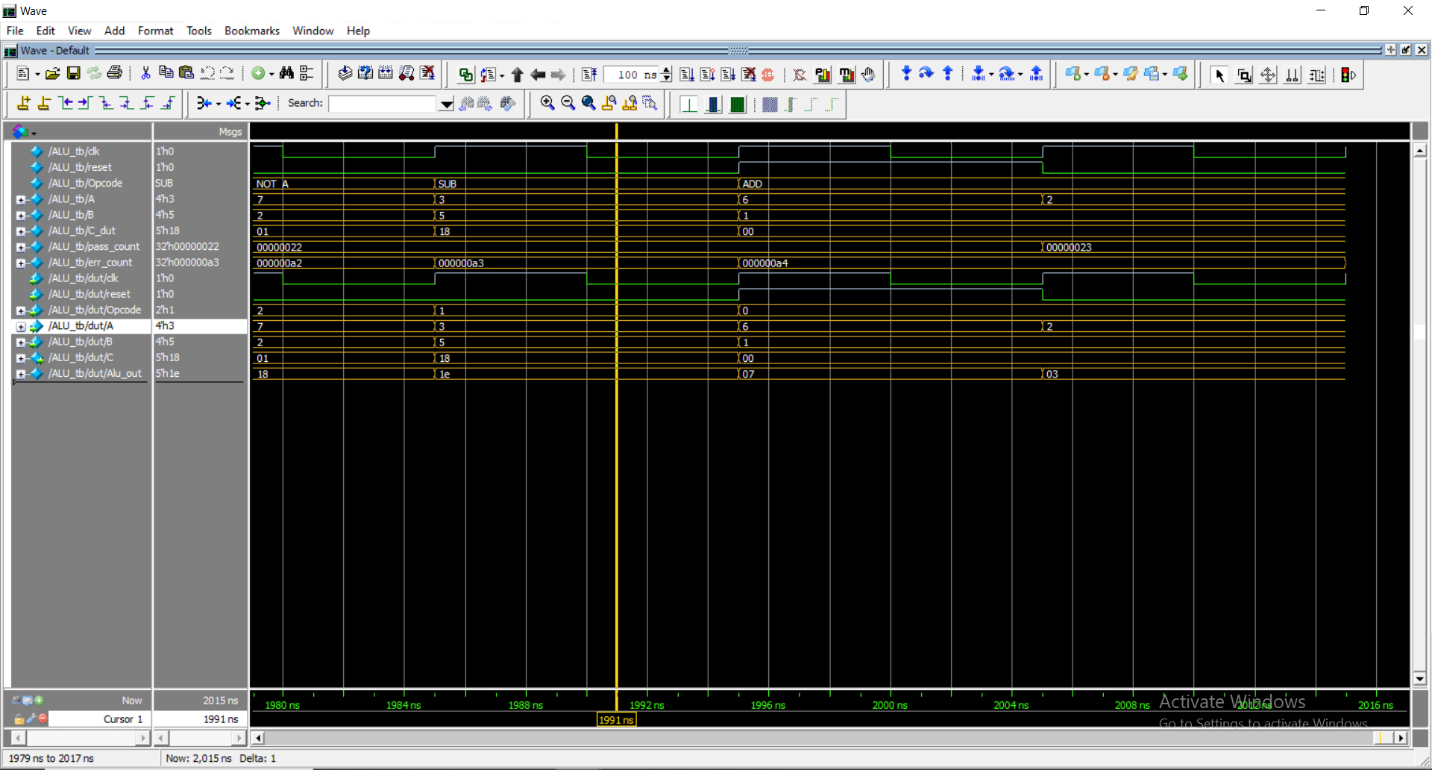 Wave
File Edit View Add Format Tools Bookmarks Window Help
Wave - Default
100 ns
Search:
Msgs
/ALU_tb/clk 1'h0
/ALU_tb/reset 1'h0
/ALU_tb/Opcode SUB NOT A SUB ADD
/ALU_tb/A 4'h3 7 3 6 2
/ALU_tb/B 4'h5 2 5 1
/ALU_tb/C_dut 5'h18 01 18 00
/ALU_tb/pass_count 32'h00000022 00000022 00000023
/ALU_tb/err_count 32'h000000a3 000000a2 000000a3 000000a4
/ALU_tb/dut/clk 1'h0
/ALU_tb/dut/reset 1'h0
/ALU_tb/dut/Opcode 2'h1 2 1 0
/ALU_tb/dut/A 4'h3 7 3 6 2
/ALU_tb/dut/B 4'h5 2 5 1
/ALU_tb/dut/C 5'h18 01 18 00
/ALU_tb/dut/Alu_out 5'h1e 18 1e 07 03
Now 2015 ns 1980 ns 1984 ns 1988 ns 1992 ns 1996 ns 2000 ns 2004 ns 2008 ns 2012 ns 2016 ns
Cursor 1 1991 ns 1991 ns
Activate Windows
Go to Settings to activate Windows.
1979 ns to 2017 ns Now: 2,015 ns Delta: 1